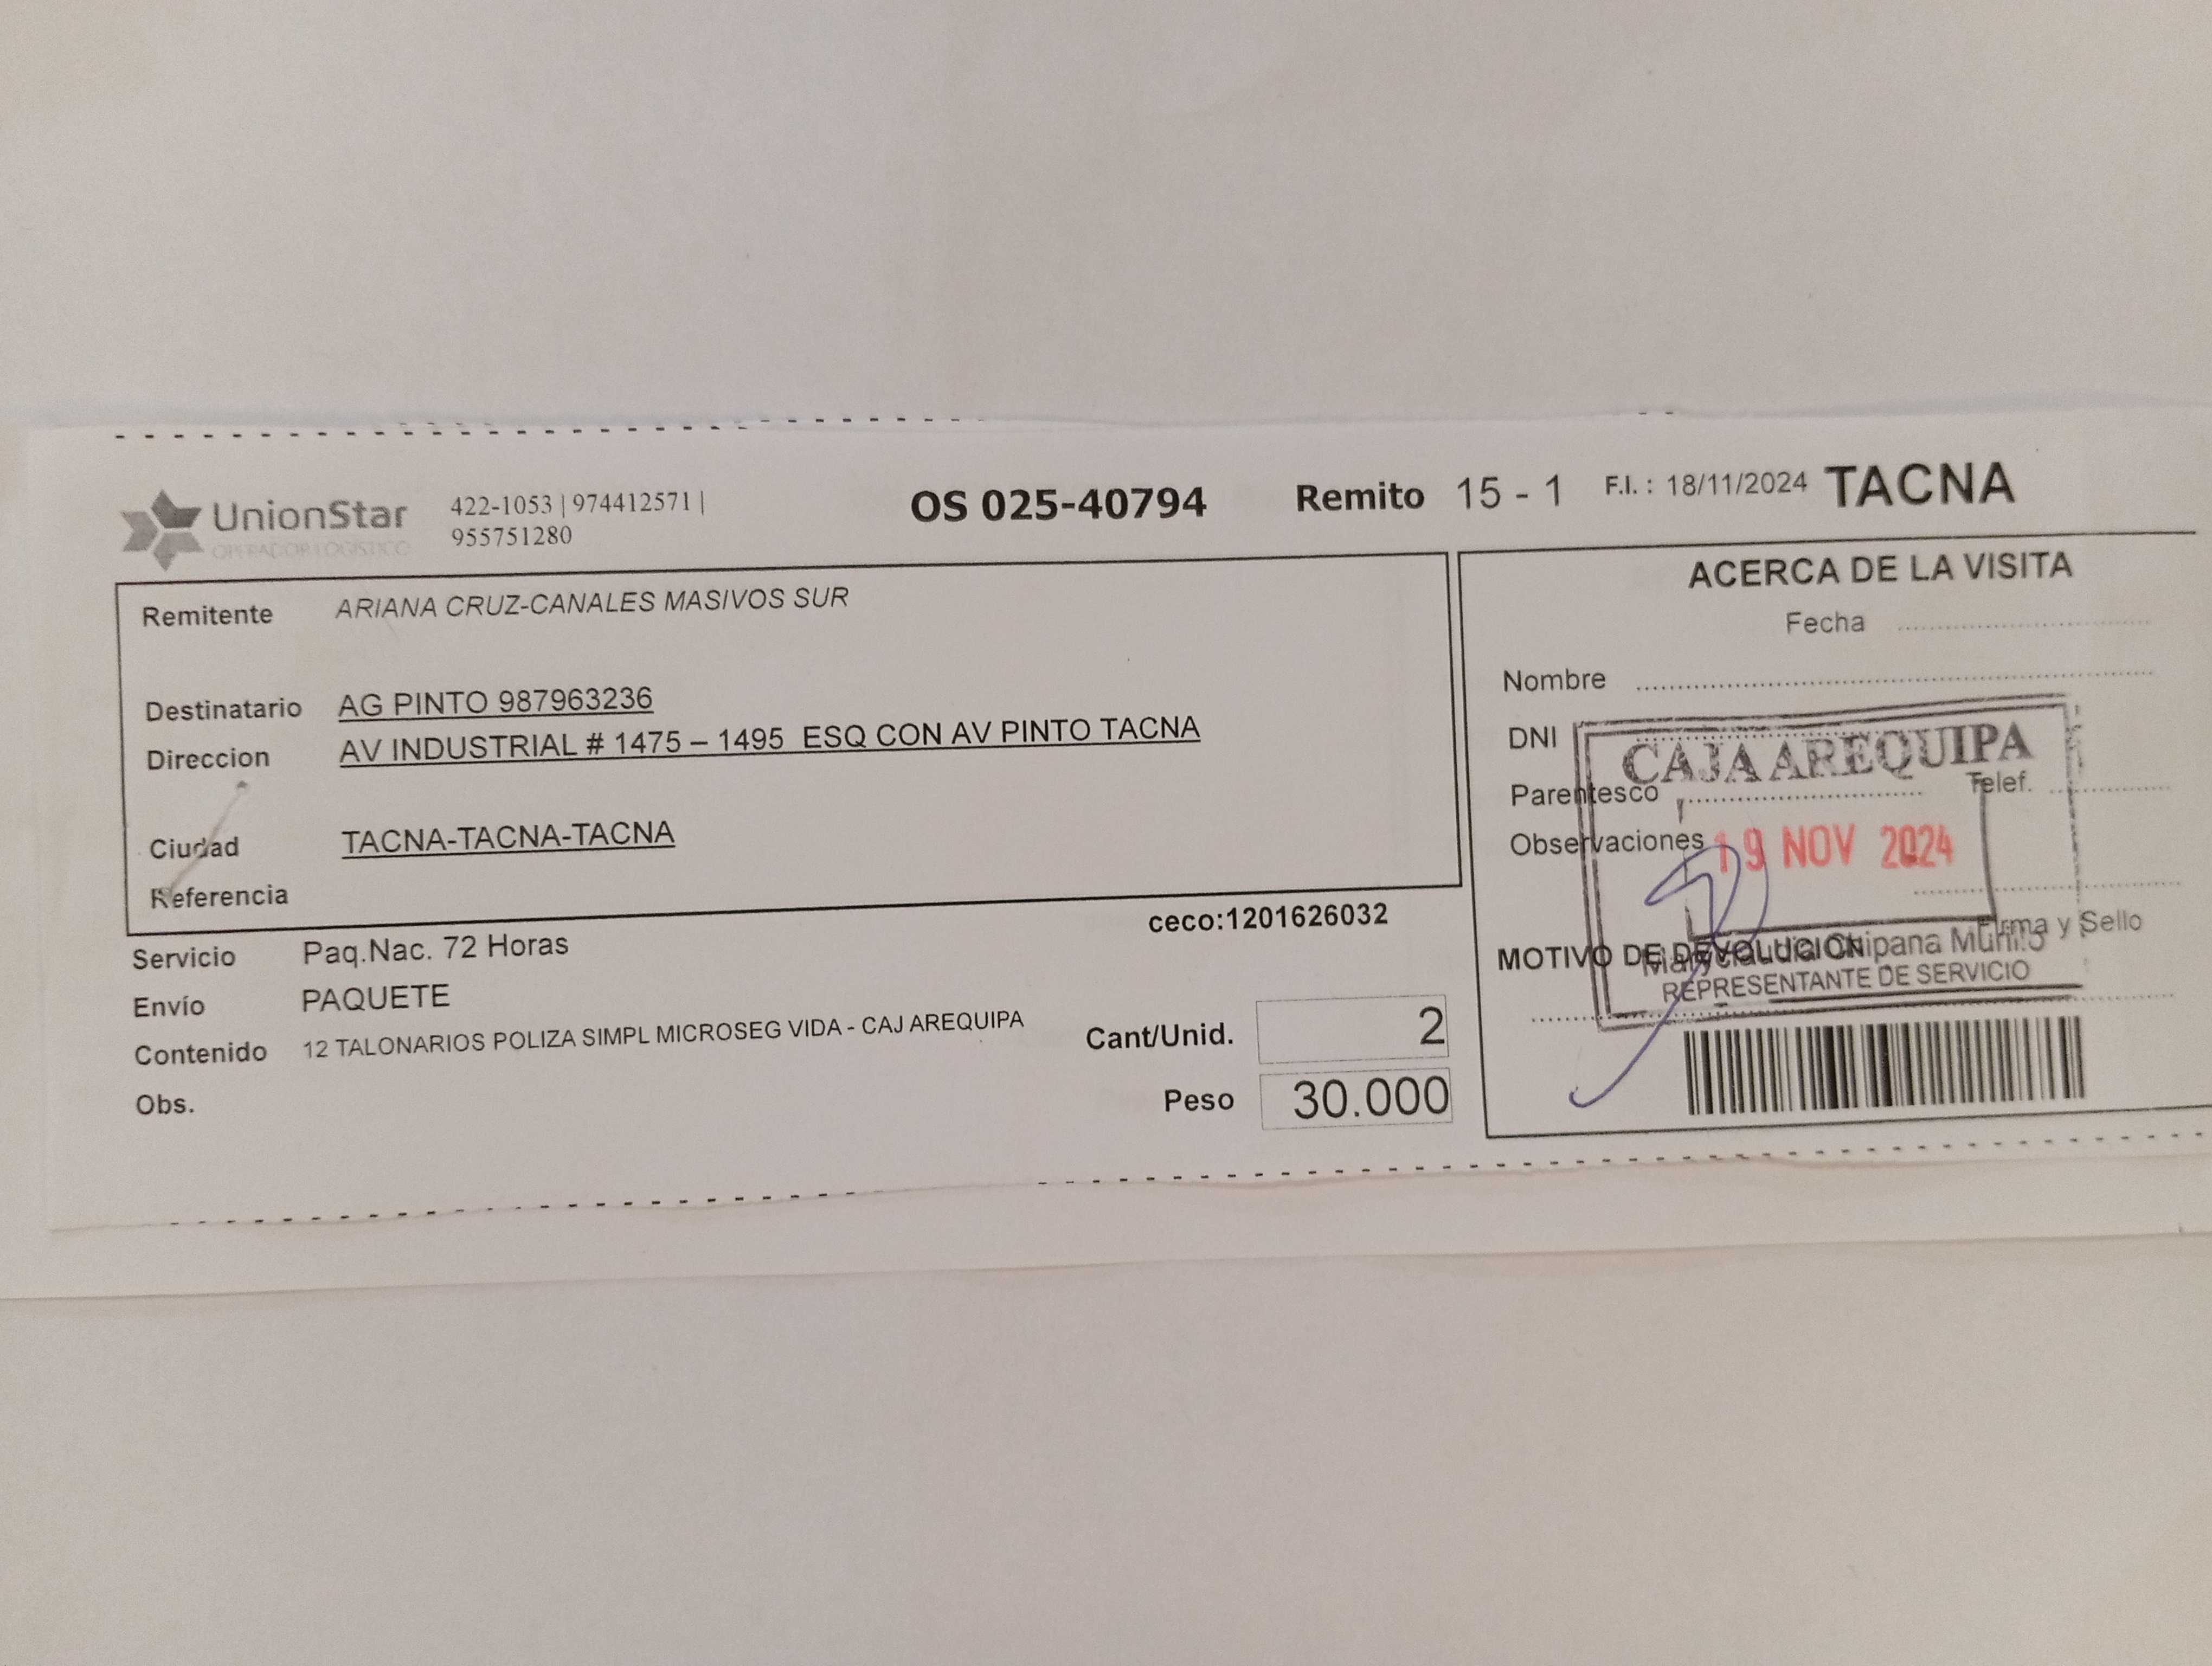 UnionStar
OPERADOR LOGÍSTICO
422-1053 | 974412571 |
955751280
OS 025-40794
Remito 15 - 1
F.I. : 18/11/2024
TACNA
Remitente ARIANA CRUZ-CANALES MASIVOS SUR
Destinatario AG PINTO 987963236
Direccion AV INDUSTRIAL # 1475 – 1495 ESQ CON AV PINTO TACNA
Ciudad TACNA-TACNA-TACNA
Referencia
ceco:1201626032
Servicio Paq.Nac. 72 Horas
Envío PAQUETE
Contenido 12 TALONARIOS POLIZA SIMPL MICROSEG VIDA - CAJ AREQUIPA
Obs.
Cant/Unid. 2
Peso 30.000
ACERCA DE LA VISITA
Fecha
Nombre
DNI
CAJA AREQUIPA
Parentesco
Telef.
Observaciones
19 NOV 2024
Firma y Sello
MOTIVO DE DEVOLUCION
Chipana
REPRESENTANTE DE SERVICIO